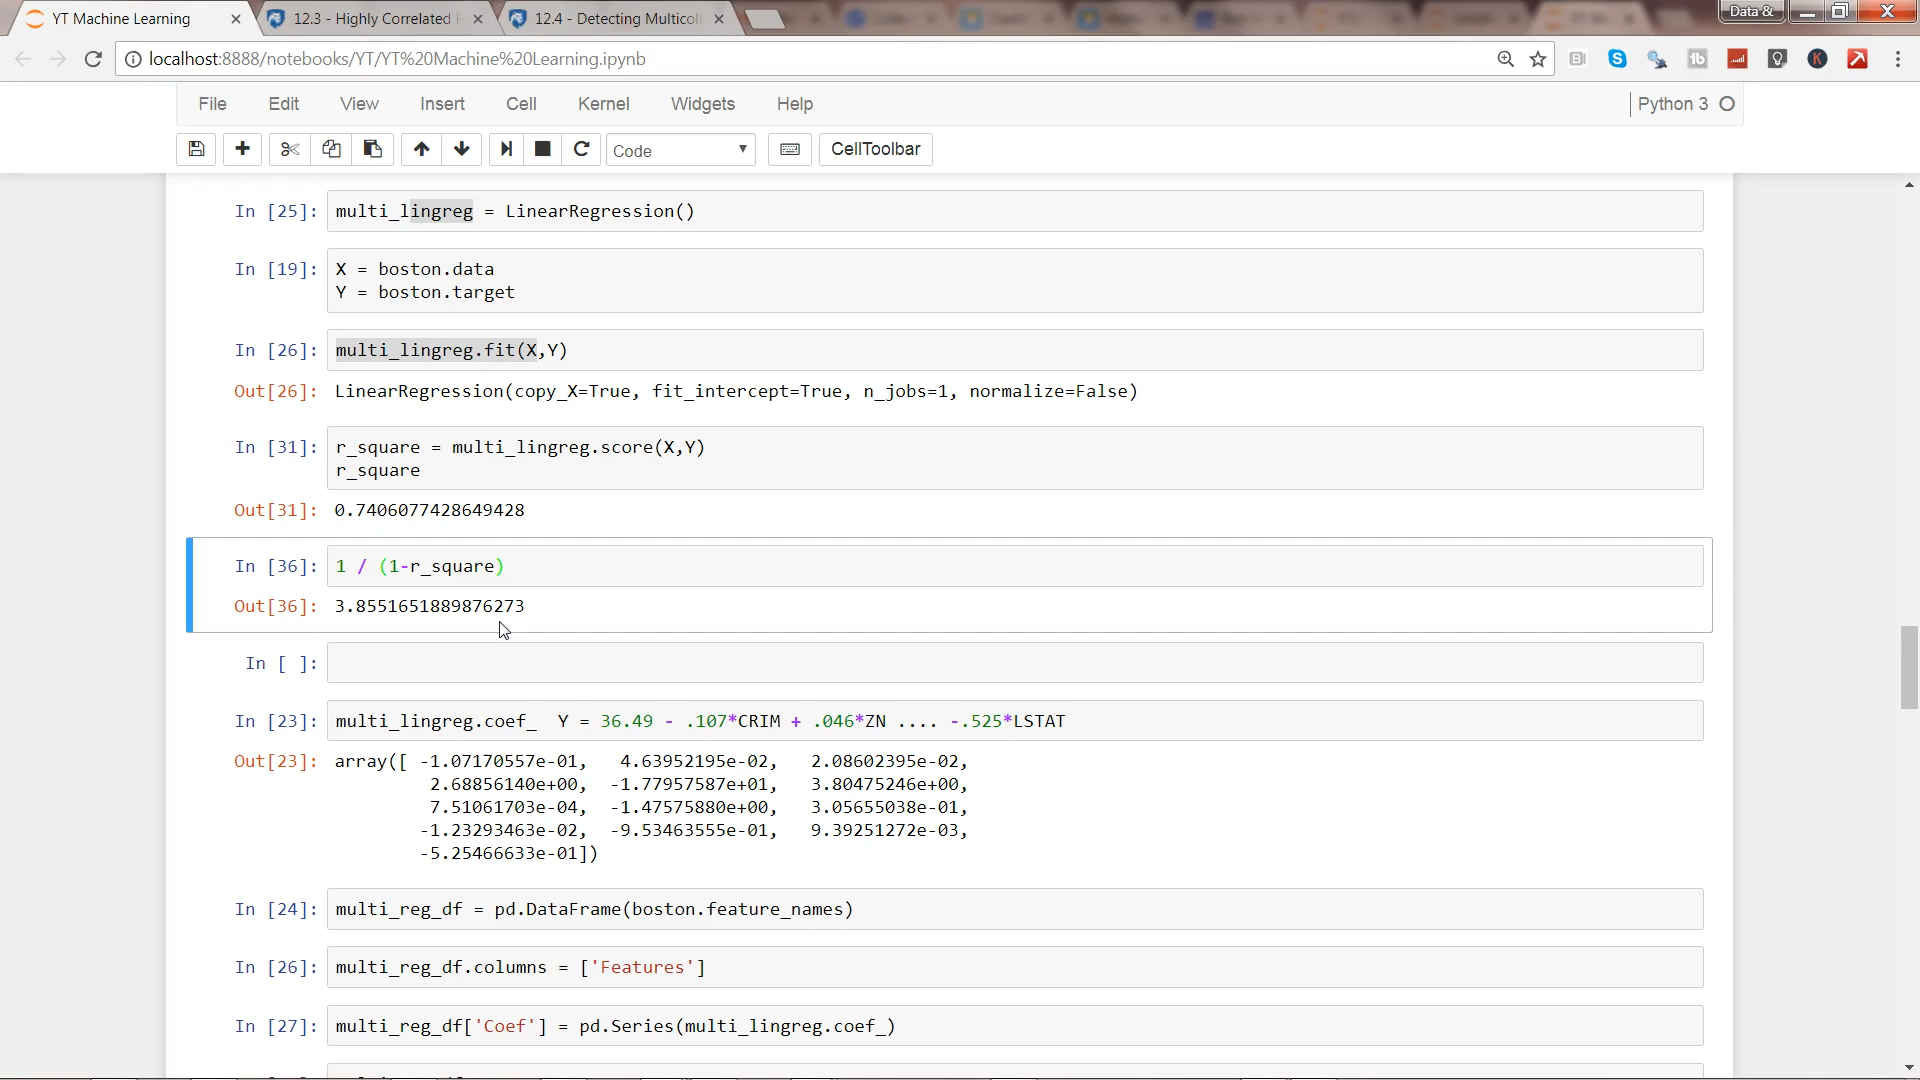 YT Machine Learning
12.3 - Highly Correlated
12.4 - Detecting Multicoll
Data &
localhost:8888/notebooks/YT/YT%20Machine%20Learning.ipynb
File Edit View Insert Cell Kernel Widgets Help
Python 3
Code
CellToolbar
In [25]: multi_lingreg = LinearRegression()
In [19]: X = boston.data
Y = boston.target
In [26]: multi_lingreg.fit(X,Y)
Out[26]: LinearRegression(copy_X=True, fit_intercept=True, n_jobs=1, normalize=False)
In [31]: r_square = multi_lingreg.score(X,Y)
r_square
Out[31]: 0.7406077428649428
In [36]: 1 / (1-r_square)
Out[36]: 3.8551651889876273
In [ ]:
In [23]: multi_lingreg.coef_ Y = 36.49 - .107*CRIM + .046*ZN .... -.525*LSTAT
Out[23]: array([ -1.07170557e-01, 4.63952195e-02, 2.08602395e-02,
2.68856140e+00, -1.77957587e+01, 3.80475246e+00,
7.51061703e-04, -1.47575880e+00, 3.05655038e-01,
-1.23293463e-02, -9.53463555e-01, 9.39251272e-03,
-5.25466633e-01])
In [24]: multi_reg_df = pd.DataFrame(boston.feature_names)
In [26]: multi_reg_df.columns = ['Features']
In [27]: multi_reg_df['Coef'] = pd.Series(multi_lingreg.coef_)